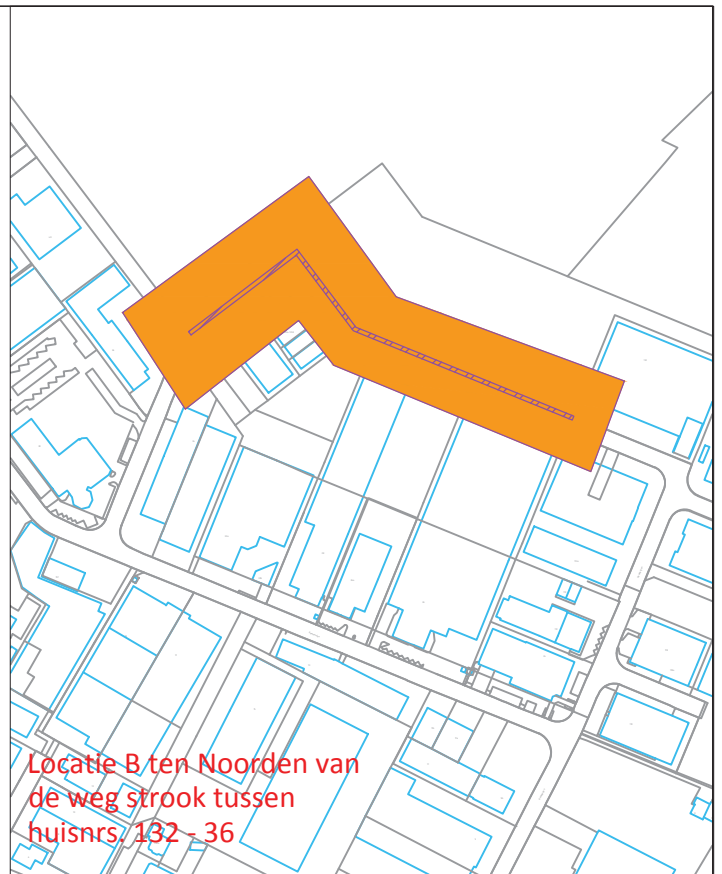 Locatie B ten Noorden van
de weg strook tussen
huisnrs. 132 - 36